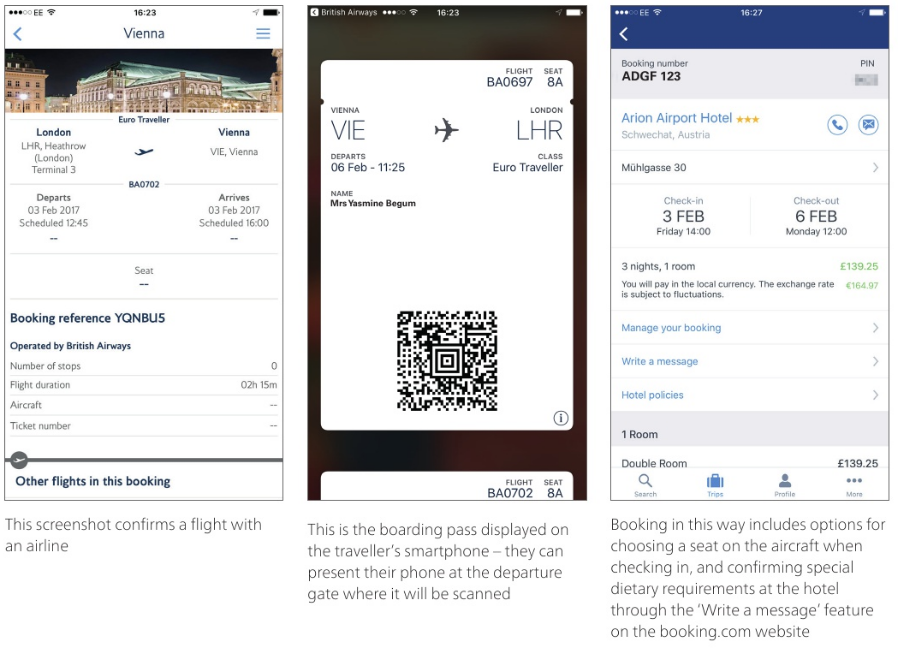 ●●●○○ EE 16:23
Vienna
Euro Traveller
London
LHR, Heathrow
(London)
Terminal 3
Vienna
VIE, Vienna
BA0702
Departs
03 Feb 2017
Scheduled 12:45
--
Arrives
03 Feb 2017
Scheduled 16:00
--
Seat
--
Booking reference YQNBU5
Operated by British Airways
Number of stops 0
Flight duration 02h 15m
Aircraft --
Ticket number --
Other flights in this booking
This screenshot confirms a flight with
an airline
British Airways ●●●○○ 16:23
FLIGHT SEAT
BA0697 8A
VIENNA LONDON
VIE LHR
DEPARTS CLASS
06 Feb - 11:25 Euro Traveller
NAME
Mrs Yasmine Begum
FLIGHT SEAT
BA0702 8A
This is the boarding pass displayed on
the traveller's smartphone – they can
present their phone at the departure
gate where it will be scanned
●●●○○ EE 16:27
Booking number PIN
ADGF 123
Arion Airport Hotel
Schwechat, Austria
Mühlgasse 30
Check-in
3 FEB
Friday 14:00
Check-out
6 FEB
Monday 12:00
3 nights, 1 room £139.25
You will pay in the local currency. The exchange rate €164.97
is subject to fluctuations.
Manage your booking
Write a message
Hotel policies
1 Room
Double Room £139.25
Search Trips Profile More
Booking in this way includes options for
choosing a seat on the aircraft when
checking in, and confirming special
dietary requirements at the hotel
through the 'Write a message' feature
on the booking.com website